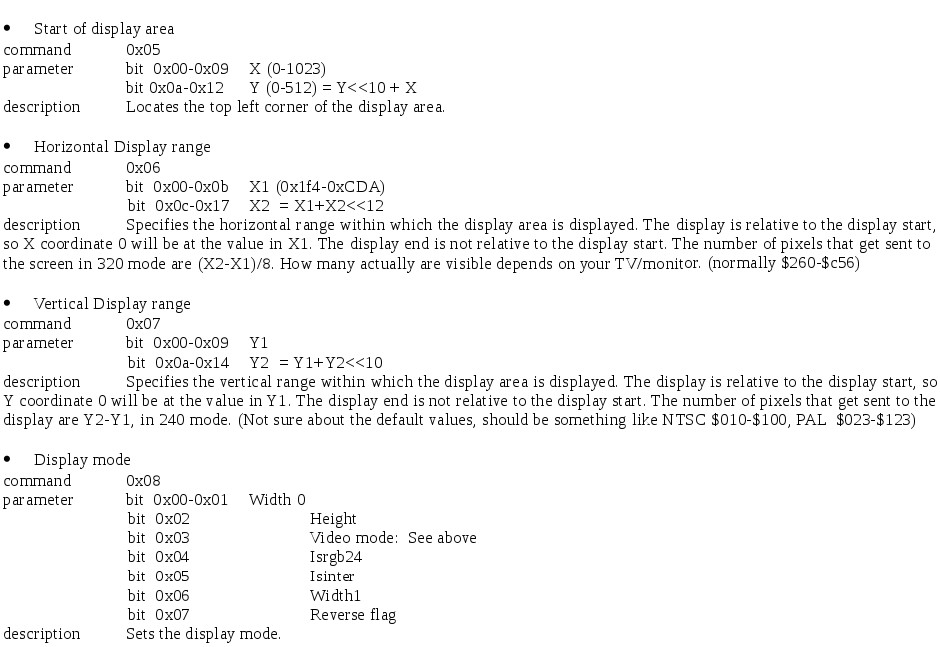 • Start of display area
command 0x05
parameter bit 0x00-0x09 X (0-1023)
bit 0x0a-0x12 Y (0-512) = Y<<10 + X
description Locates the top left corner of the display area.
• Horizontal Display range
command 0x06
parameter bit 0x00-0x0b X1 (0x1f4-0xCDA)
bit 0x0c-0x17 X2 = X1+X2<<12
description Specifies the horizontal range within which the display area is displayed. The display is relative to the display start,
so X coordinate 0 will be at the value in X1. The display end is not relative to the display start. The number of pixels that get sent to
the screen in 320 mode are (X2-X1)/8. How many actually are visible depends on your TV/monitor. (normally $260-$c56)
• Vertical Display range
command 0x07
parameter bit 0x00-0x09 Y1
bit 0x0a-0x14 Y2 = Y1+Y2<<10
description Specifies the vertical range within which the display area is displayed. The display is relative to the display start, so
Y coordinate 0 will be at the value in Y1. The display end is not relative to the display start. The number of pixels that get sent to the
display are Y2-Y1, in 240 mode. (Not sure about the default values, should be something like NTSC $010-$100, PAL $023-$123)
• Display mode
command 0x08
parameter bit 0x00-0x01 Width 0
bit 0x02 Height
bit 0x03 Video mode: See above
bit 0x04 Isrgb24
bit 0x05 Isinter
bit 0x06 Width1
bit 0x07 Reverse flag
description Sets the display mode.